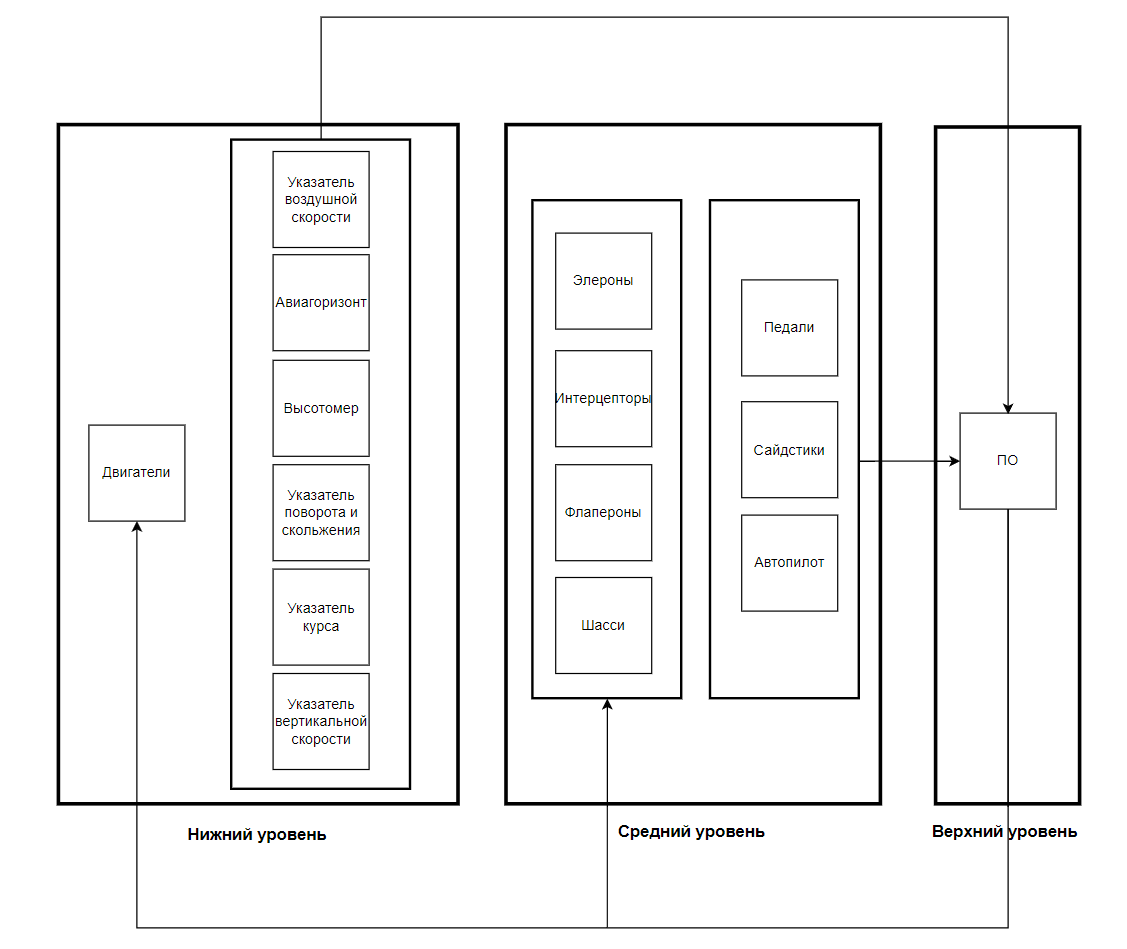 Указатель
воздушной
скорости
Авиагоризонт
Высотомер
Указатель
поворота и
скольжения
Указатель
курса
Указатель
вертикальной
скорости
Двигатели
Нижний уровень
Элероны
Интерцепторы
Флапероны
Шасси
Педали
Сайдстики
Автопилот
Средний уровень
ПО
Верхний уровень